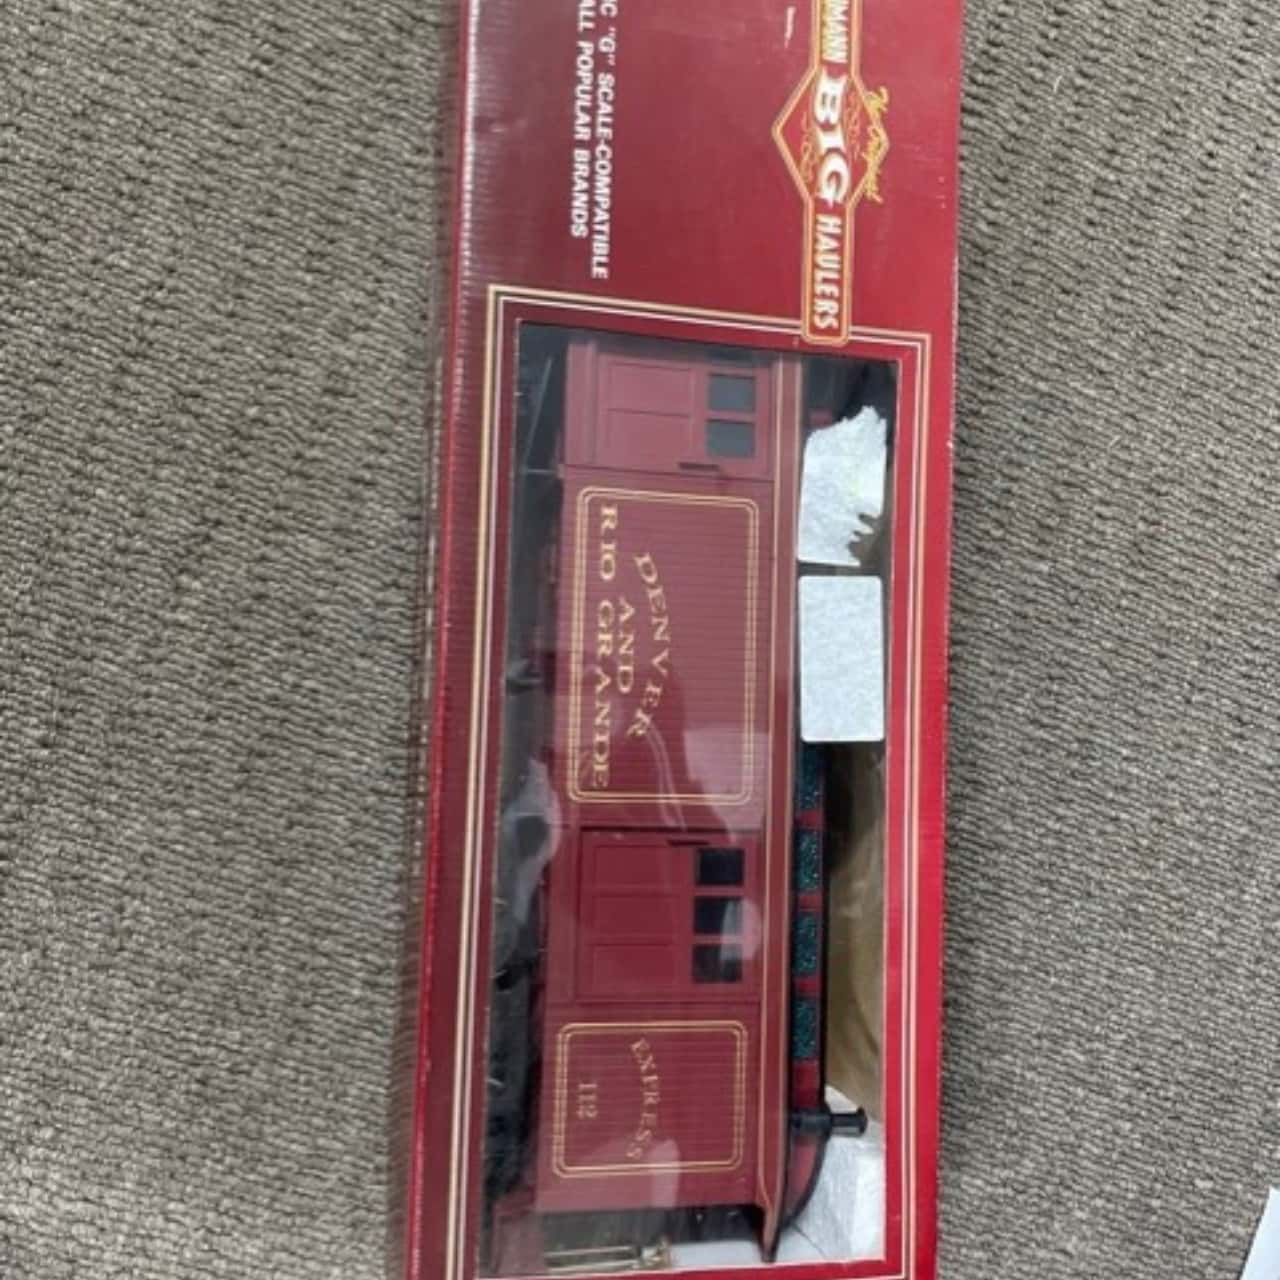 The Original
BIG HAULERS
"G" SCALE-COMPATIBLE
ALL POPULAR BRANDS
DENVER
AND
RIO GRANDE
EXPRESS
112